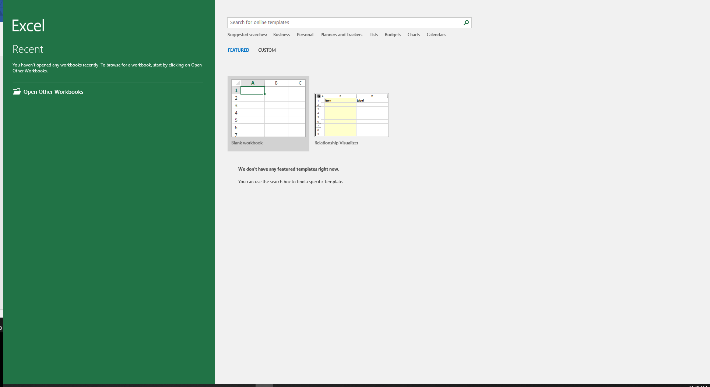 Excel
Recent
You haven't opened any workbooks recently. To browse for a workbook, start by clicking on Open
Other Workbooks.
Open Other Workbooks
Search for online templates
Suggested searches: Business Personal Planners and Trackers Lists Budgets Charts Calendars
FEATURED CUSTOM
A B C
1
2
3
4
5
6
7
Blank workbook
Relationship Visualizer
We don't have any featured templates right now.
You can use the search box to find a specific template.